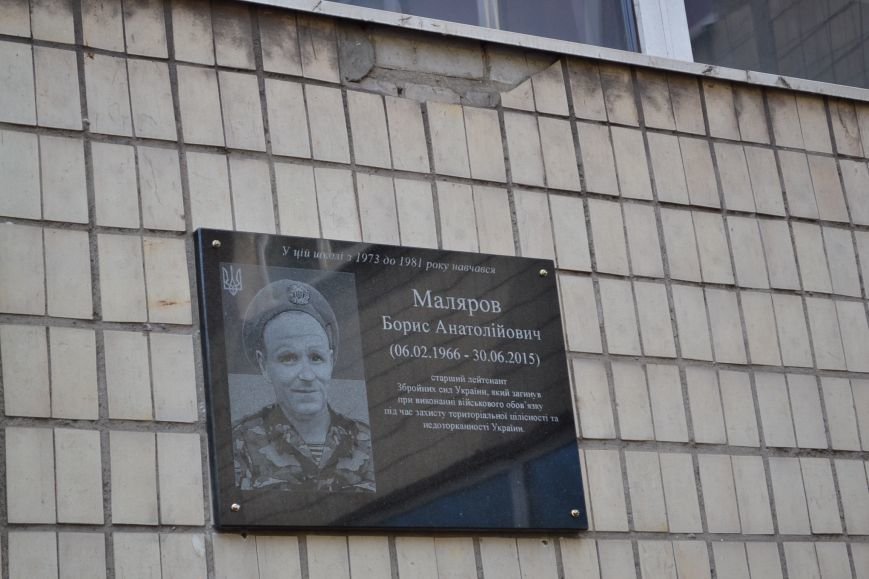 У цій школі з 1973 до 1981 року навчався
Маляров
Борис Анатолійович
(06.02.1966 - 30.06.2015)
старший лейтенант
Збройних сил України, який загинув
при виконанні військового обов'язку
під час захисту територіальної цілісності та
недоторканності України.